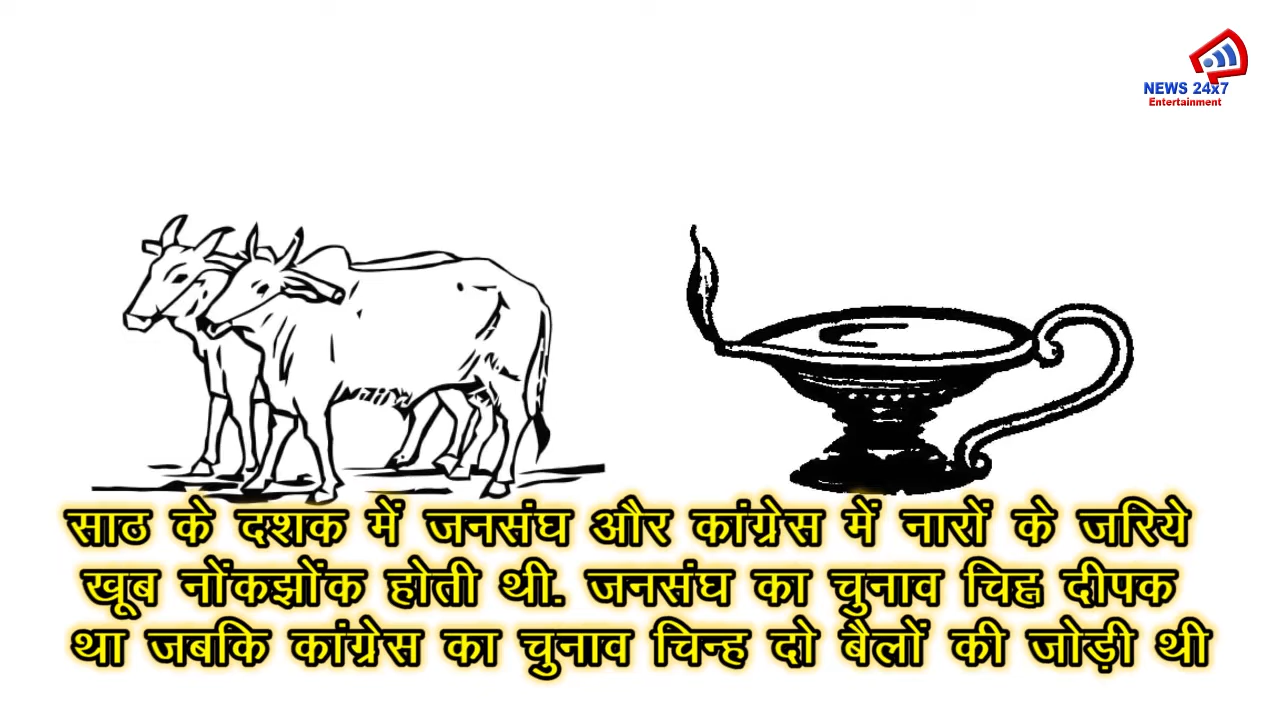 NEWS 24x7
Entertainment
साठ के दशक में जनसंघ और कांग्रेस में नारों के जरिये
खूब नोंकझोंक होती थी. जनसंघ का चुनाव चिह्न दीपक
था जबकि कांग्रेस का चुनाव चिन्ह दो बैलों की जोड़ी थी